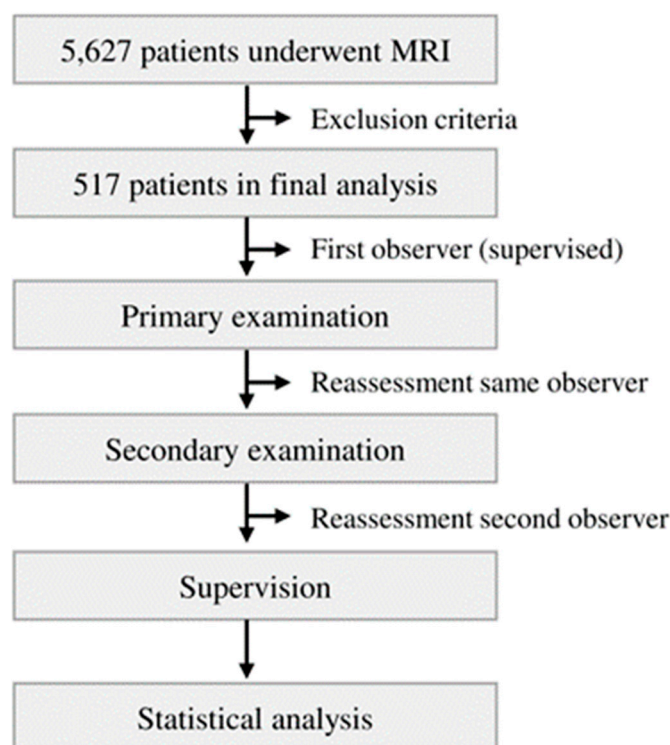 5,627 patients underwent MRI
Exclusion criteria
517 patients in final analysis
First observer (supervised)
Primary examination
Reassessment same observer
Secondary examination
Reassessment second observer
Supervision
Statistical analysis